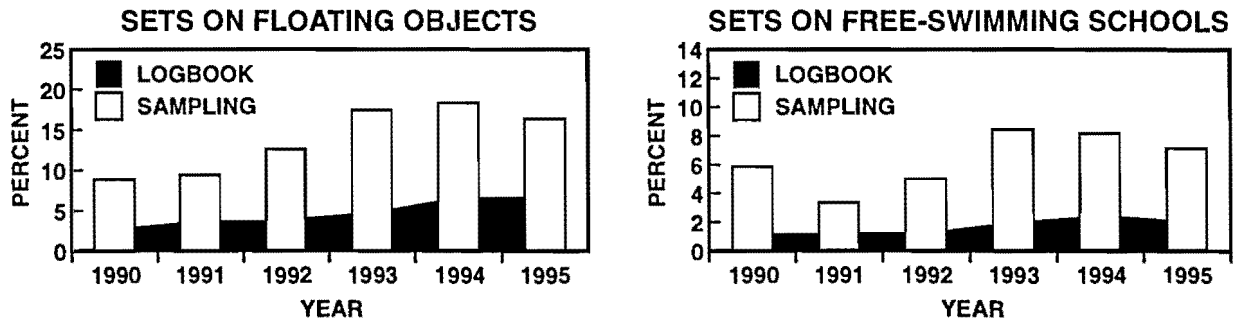 SETS ON FLOATING OBJECTS
25
20
15
10
5
0
PERCENT
LOGBOOK
SAMPLING
1990 1991 1992 1993 1994 1995
YEAR
SETS ON FREE-SWIMMING SCHOOLS
14
12
10
8
6
4
2
0
PERCENT
LOGBOOK
SAMPLING
1990 1991 1992 1993 1994 1995
YEAR